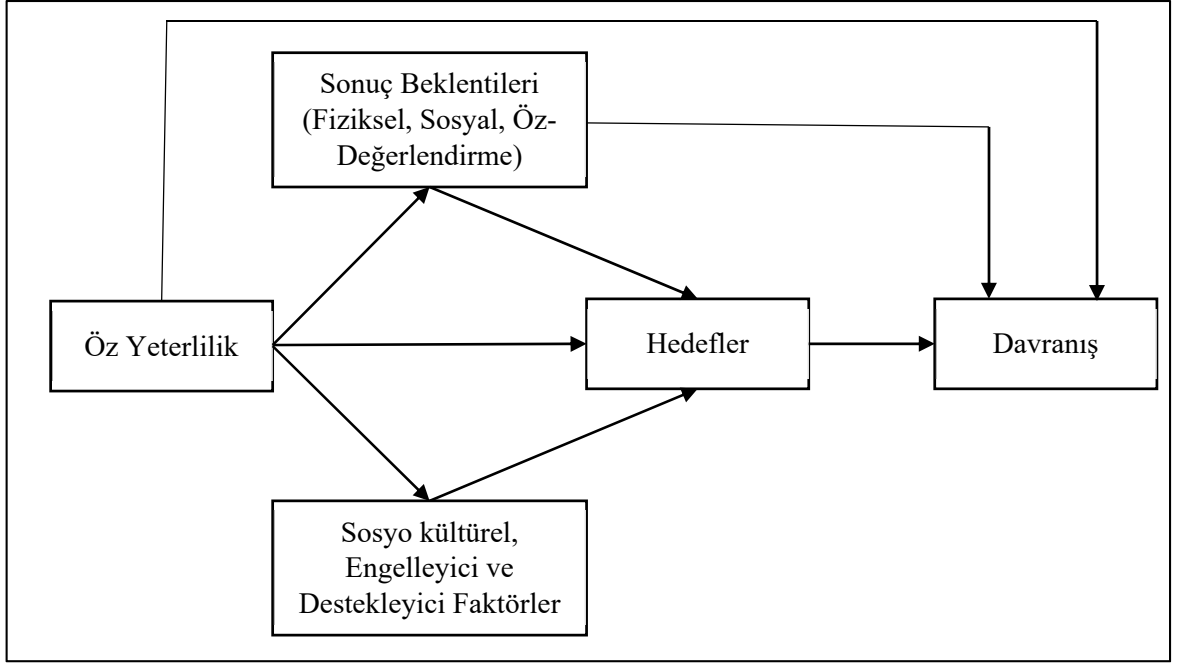 Sonuç Beklentileri
(Fiziksel, Sosyal, Öz-
Değerlendirme)
Öz Yeterlilik
Hedefler
Davranış
Sosyo kültürel,
Engelleyici ve
Destekleyici Faktörler